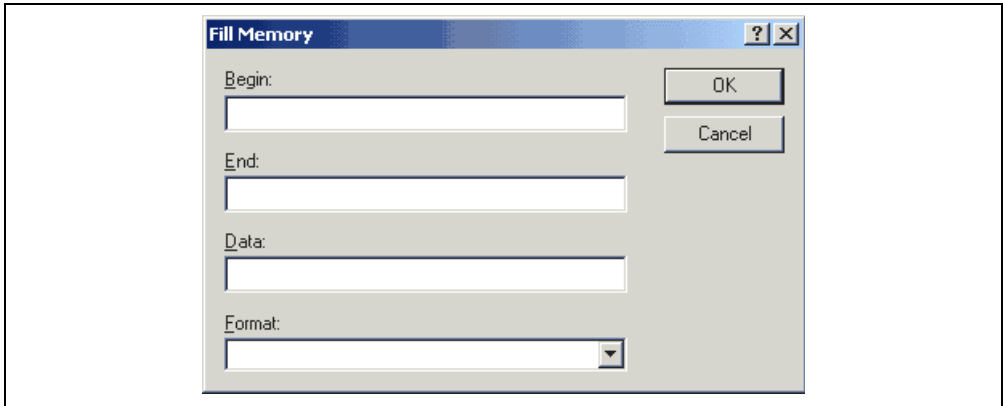 Fill Memory
Begin:
OK
Cancel
End:
Data:
Format: